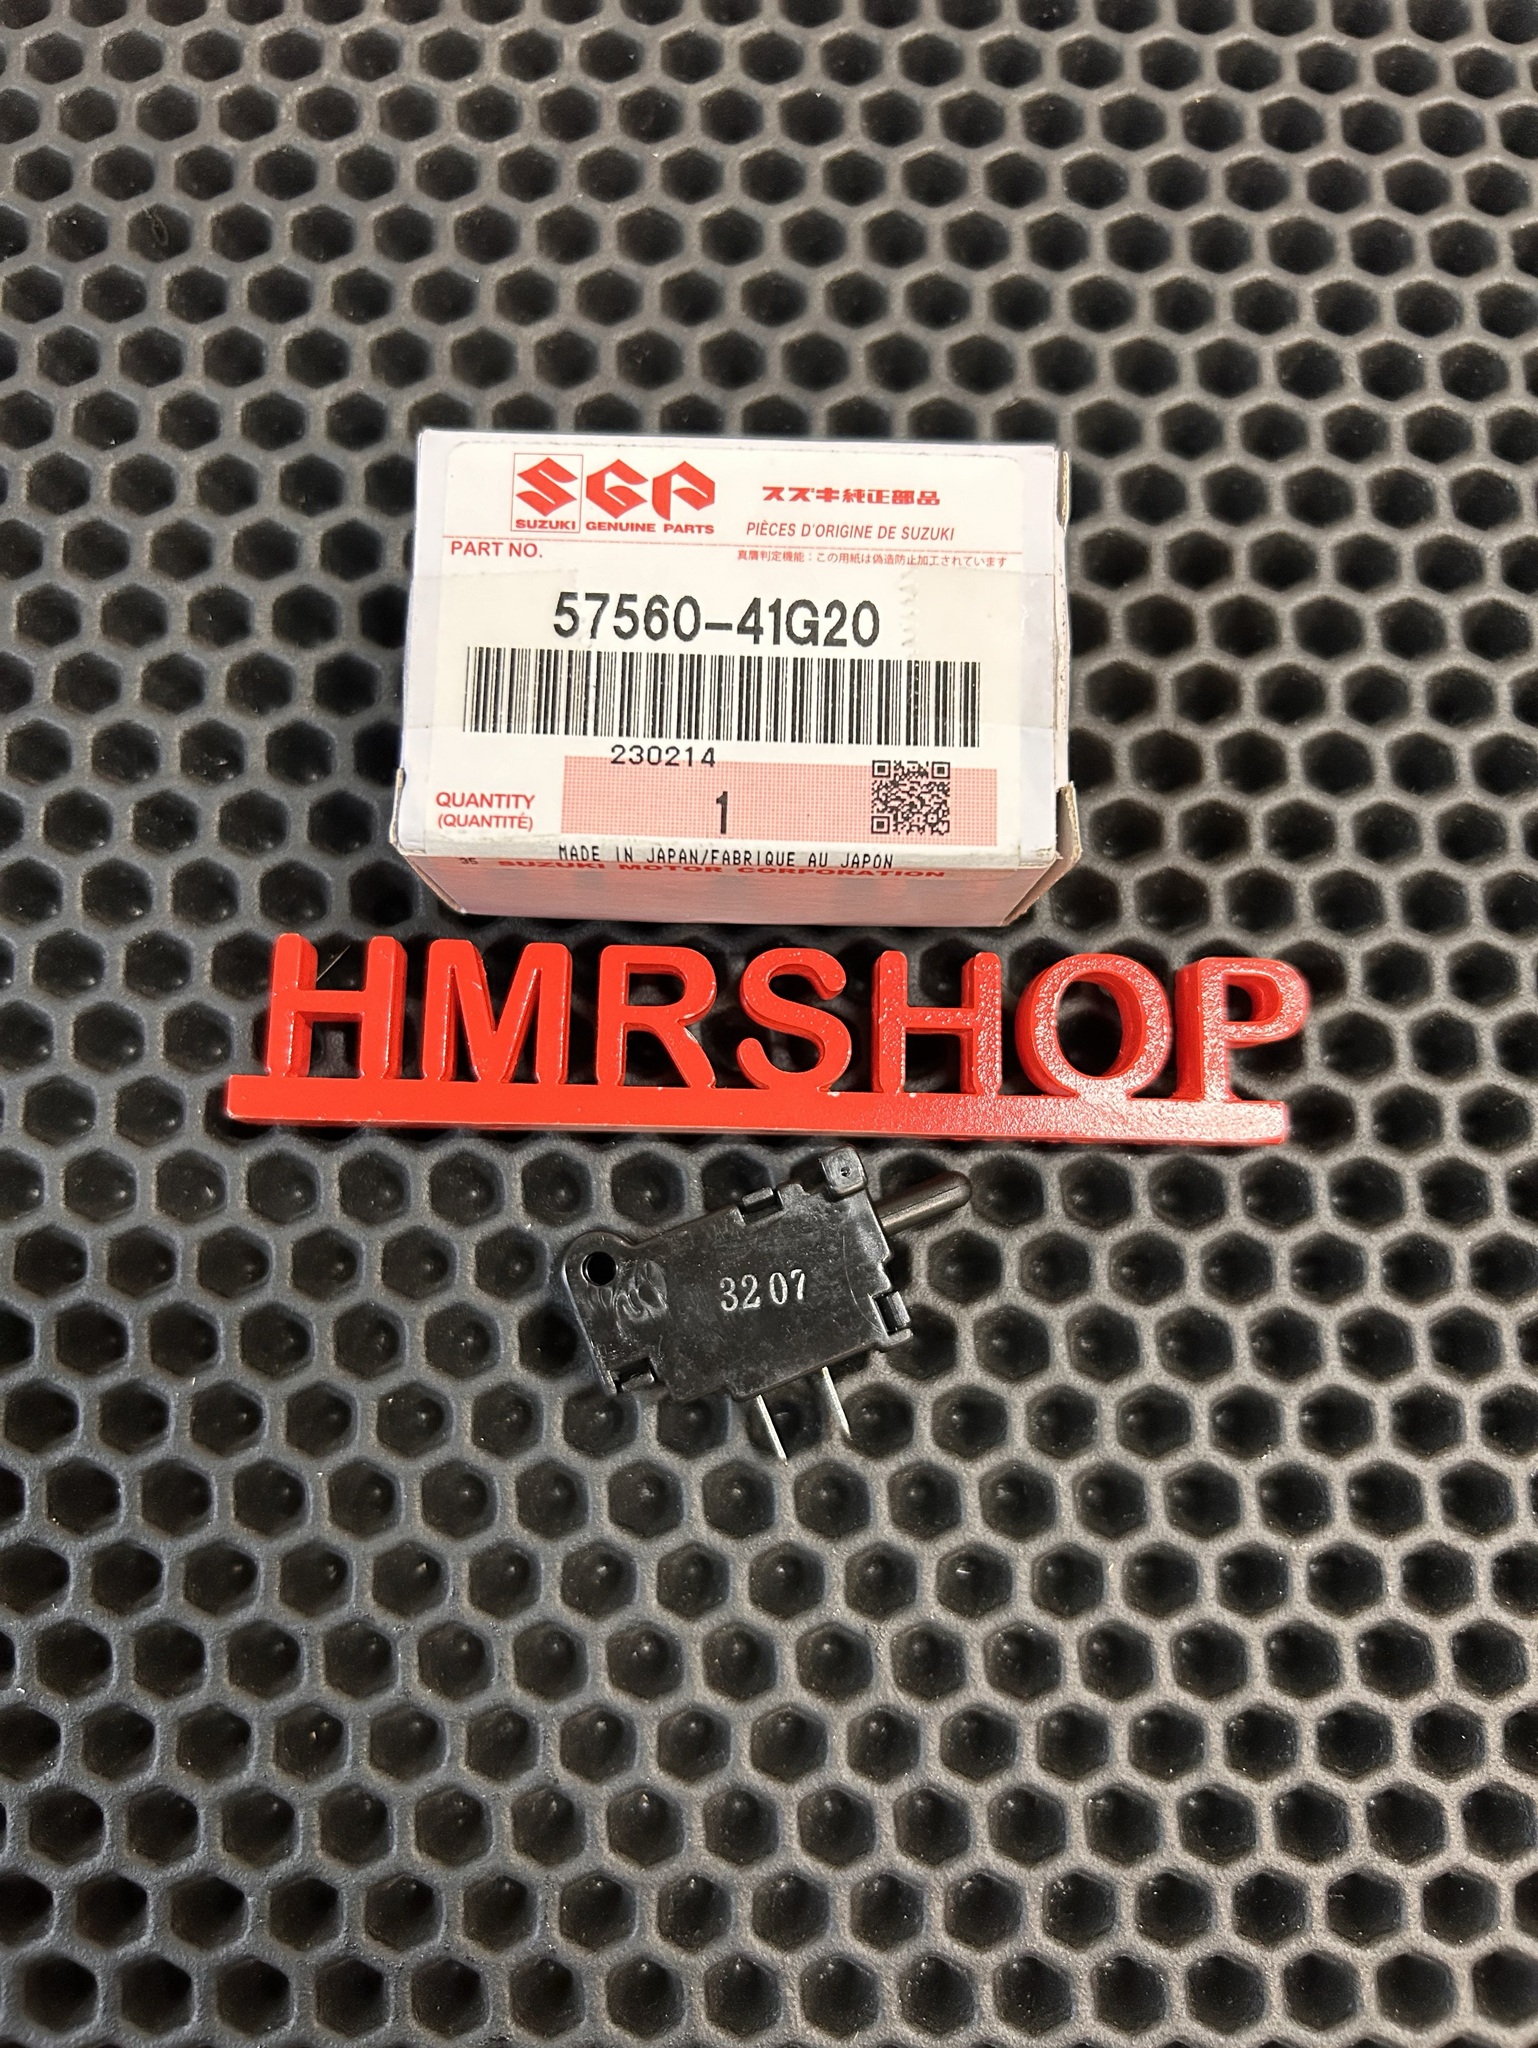 SGP スズキ純正部品
SUZUKI GENUINE PARTS PIÈCES D'ORIGINE DE SUZUKI
PART NO. 真贋判定機能：この用紙は偽造防止加工されています
57560-41G20
230214
QUANTITY
(QUANTITÉ) 1
MADE IN JAPAN/FABRIQUE AU JAPON
36 SUZUKI MOTOR CORPORATION
HMRSHOP
3207